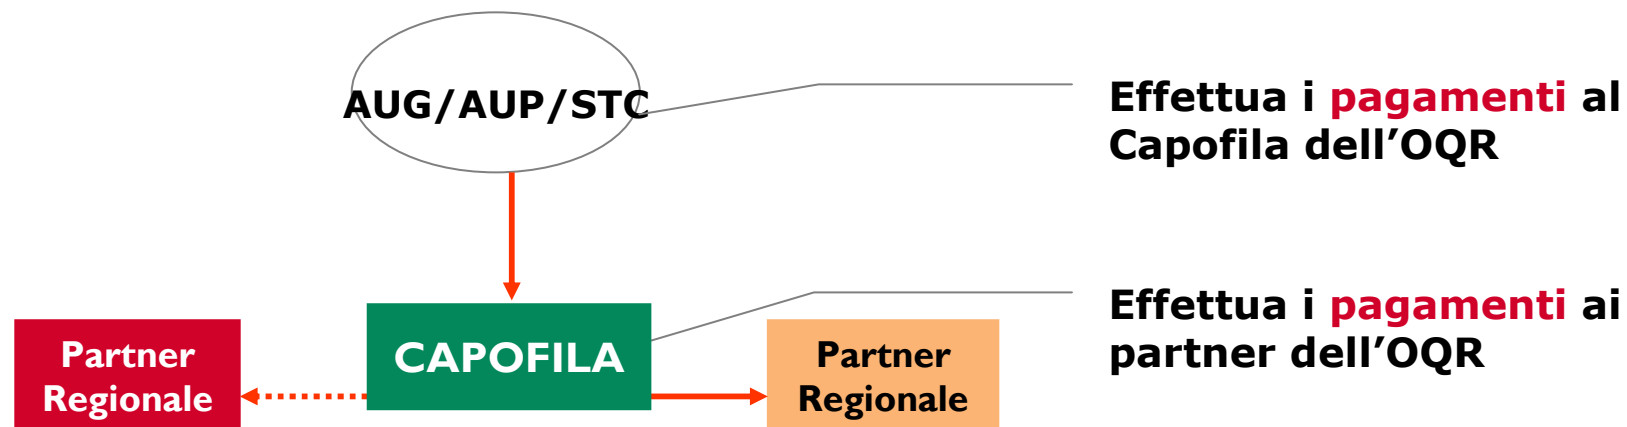 AUG/AUP/STC
Effettua i pagamenti al
Capofila dell’OQR
Partner
Regionale
CAPOFILA
Partner
Regionale
Effettua i pagamenti ai
partner dell’OQR